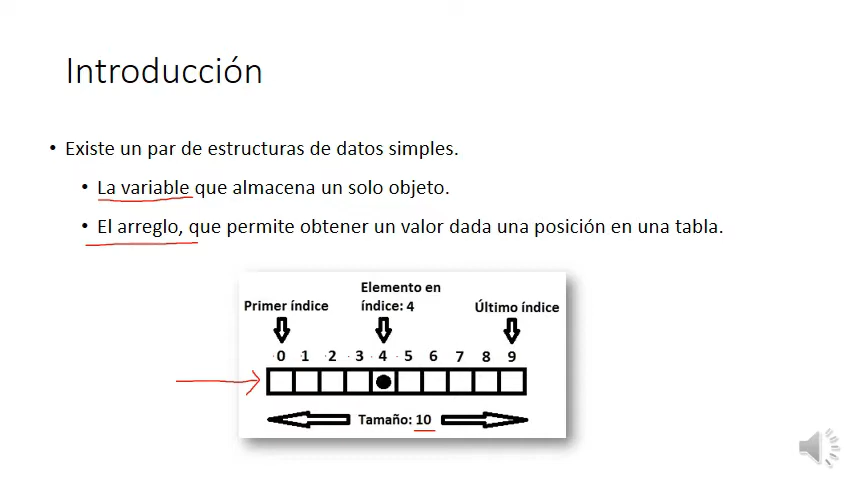 Introducción
• Existe un par de estructuras de datos simples.
• La variable que almacena un solo objeto.
• El arreglo, que permite obtener un valor dada una posición en una tabla.
Elemento en
Primer índice índice: 4 Último índice
0 1 2 3 4 5 6 7 8 9
Tamaño: 10